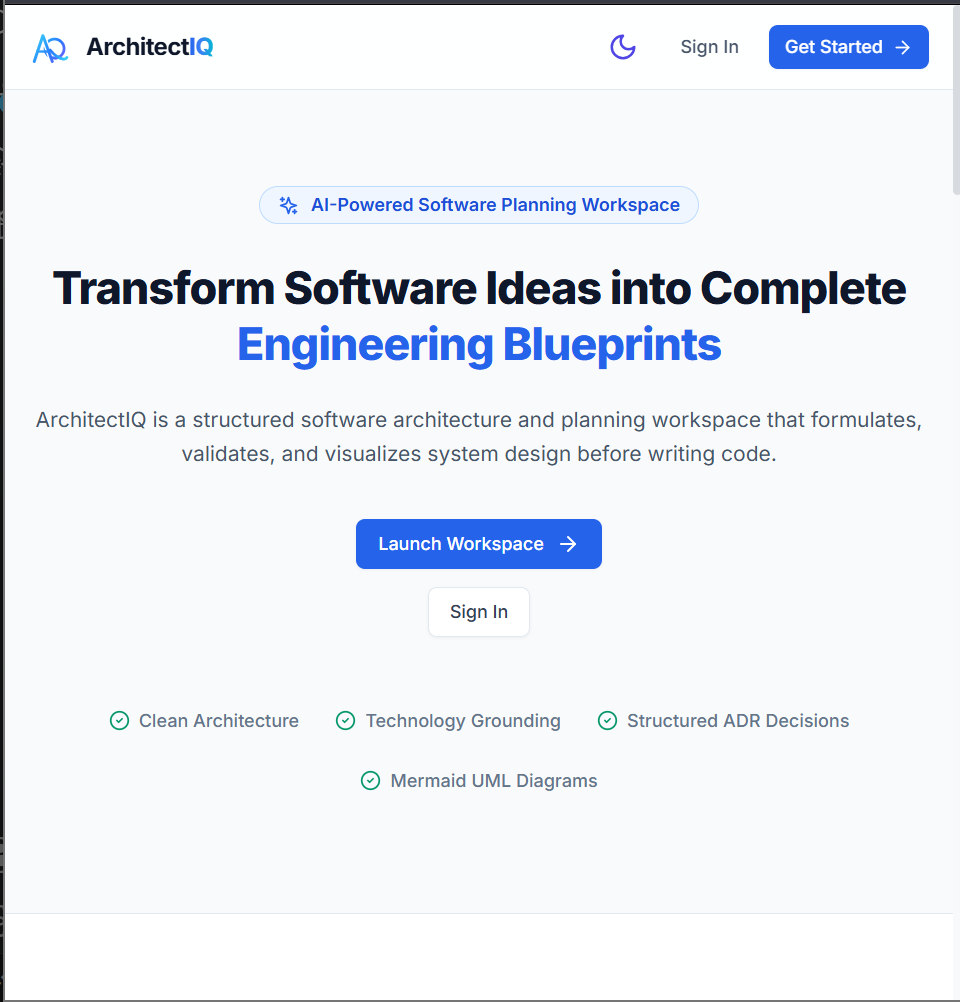 ArchitectIQ
Sign In
Get Started
AI-Powered Software Planning Workspace
Transform Software Ideas into Complete
Engineering Blueprints
ArchitectIQ is a structured software architecture and planning workspace that formulates,
validates, and visualizes system design before writing code.
Launch Workspace
Sign In
Clean Architecture
Technology Grounding
Structured ADR Decisions
Mermaid UML Diagrams